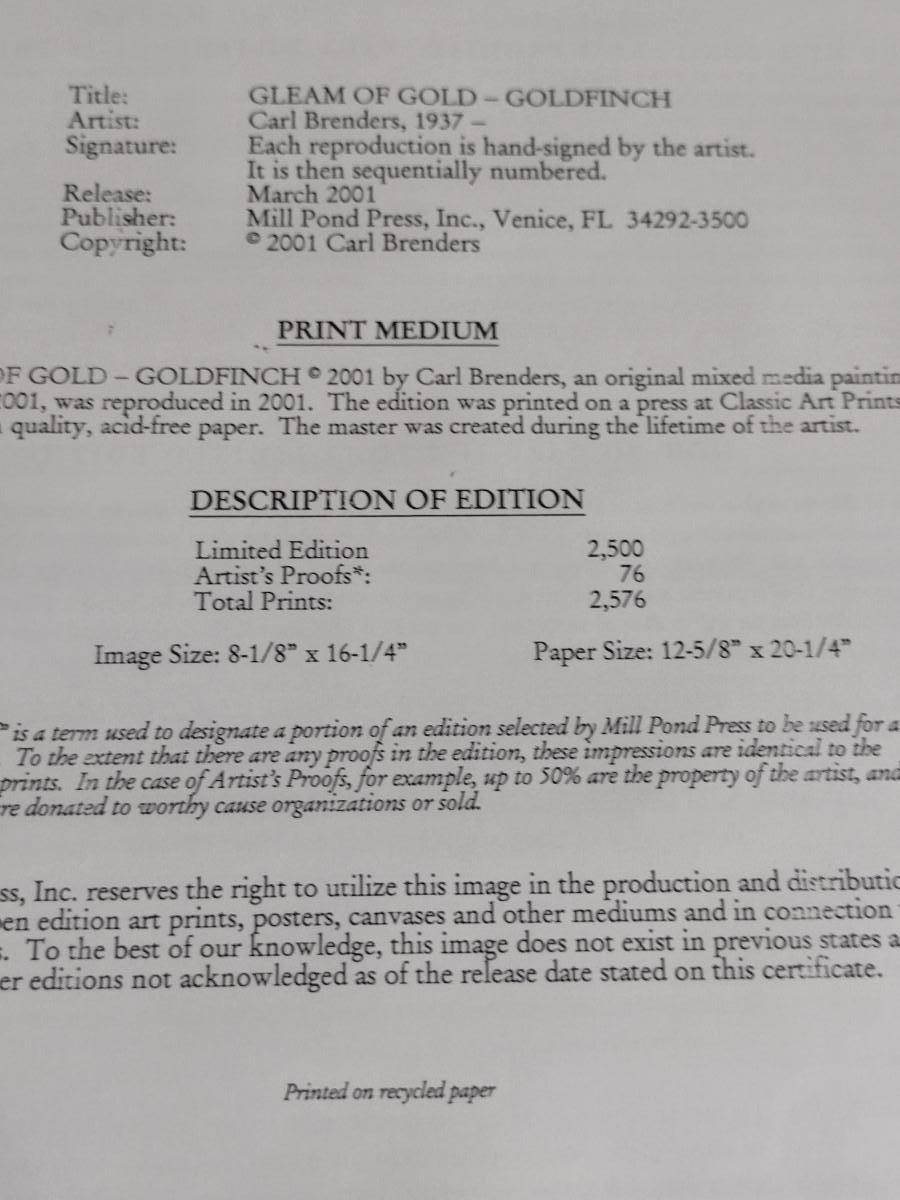 Title: GLEAM OF GOLD – GOLDFINCH
Artist: Carl Brenders, 1937 –
Signature: Each reproduction is hand-signed by the artist.
It is then sequentially numbered.
Release: March 2001
Publisher: Mill Pond Press, Inc., Venice, FL 34292-3500
Copyright: © 2001 Carl Brenders
PRINT MEDIUM
OF GOLD – GOLDFINCH © 2001 by Carl Brenders, an original mixed media paintin
2001, was reproduced in 2001. The edition was printed on a press at Classic Art Prints
quality, acid-free paper. The master was created during the lifetime of the artist.
DESCRIPTION OF EDITION
Limited Edition 2,500
Artist's Proofs*: 76
Total Prints: 2,576
Image Size: 8-1/8” x 16-1/4” Paper Size: 12-5/8” x 20-1/4”
” is a term used to designate a portion of an edition selected by Mill Pond Press to be used for a
To the extent that there are any proofs in the edition, these impressions are identical to the
prints. In the case of Artist's Proofs, for example, up to 50% are the property of the artist, and
re donated to worthy cause organizations or sold.
ss, Inc. reserves the right to utilize this image in the production and distributio
en edition art prints, posters, canvases and other mediums and in connection
. To the best of our knowledge, this image does not exist in previous states a
er editions not acknowledged as of the release date stated on this certificate.
Printed on recycled paper